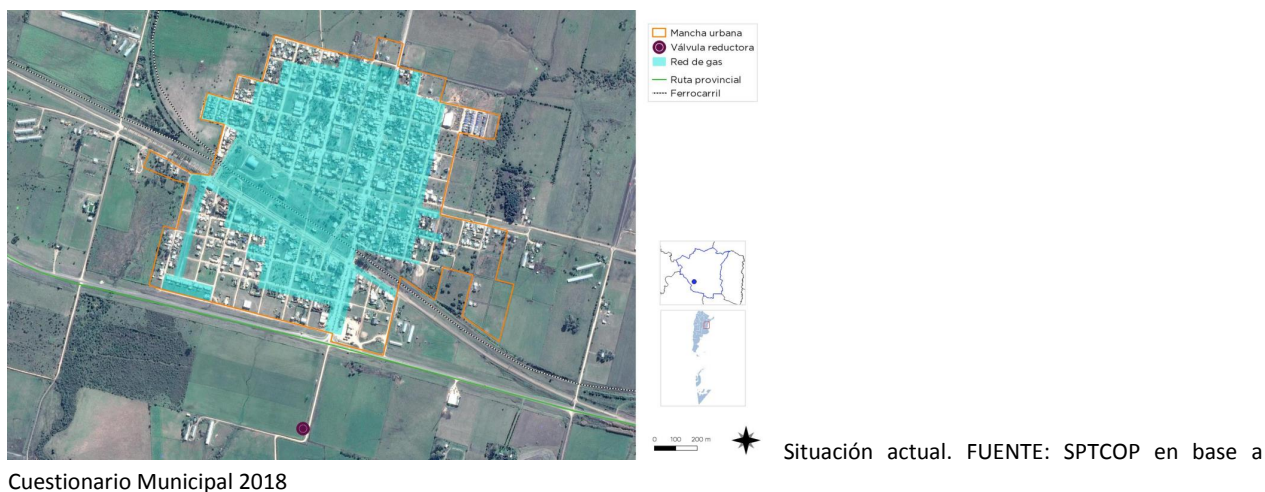 Mancha urbana
Válvula reductora
Red de gas
Ruta provincial
Ferrocarril
0 100 200 m
Situación actual. FUENTE: SPTCOP en base a
Cuestionario Municipal 2018